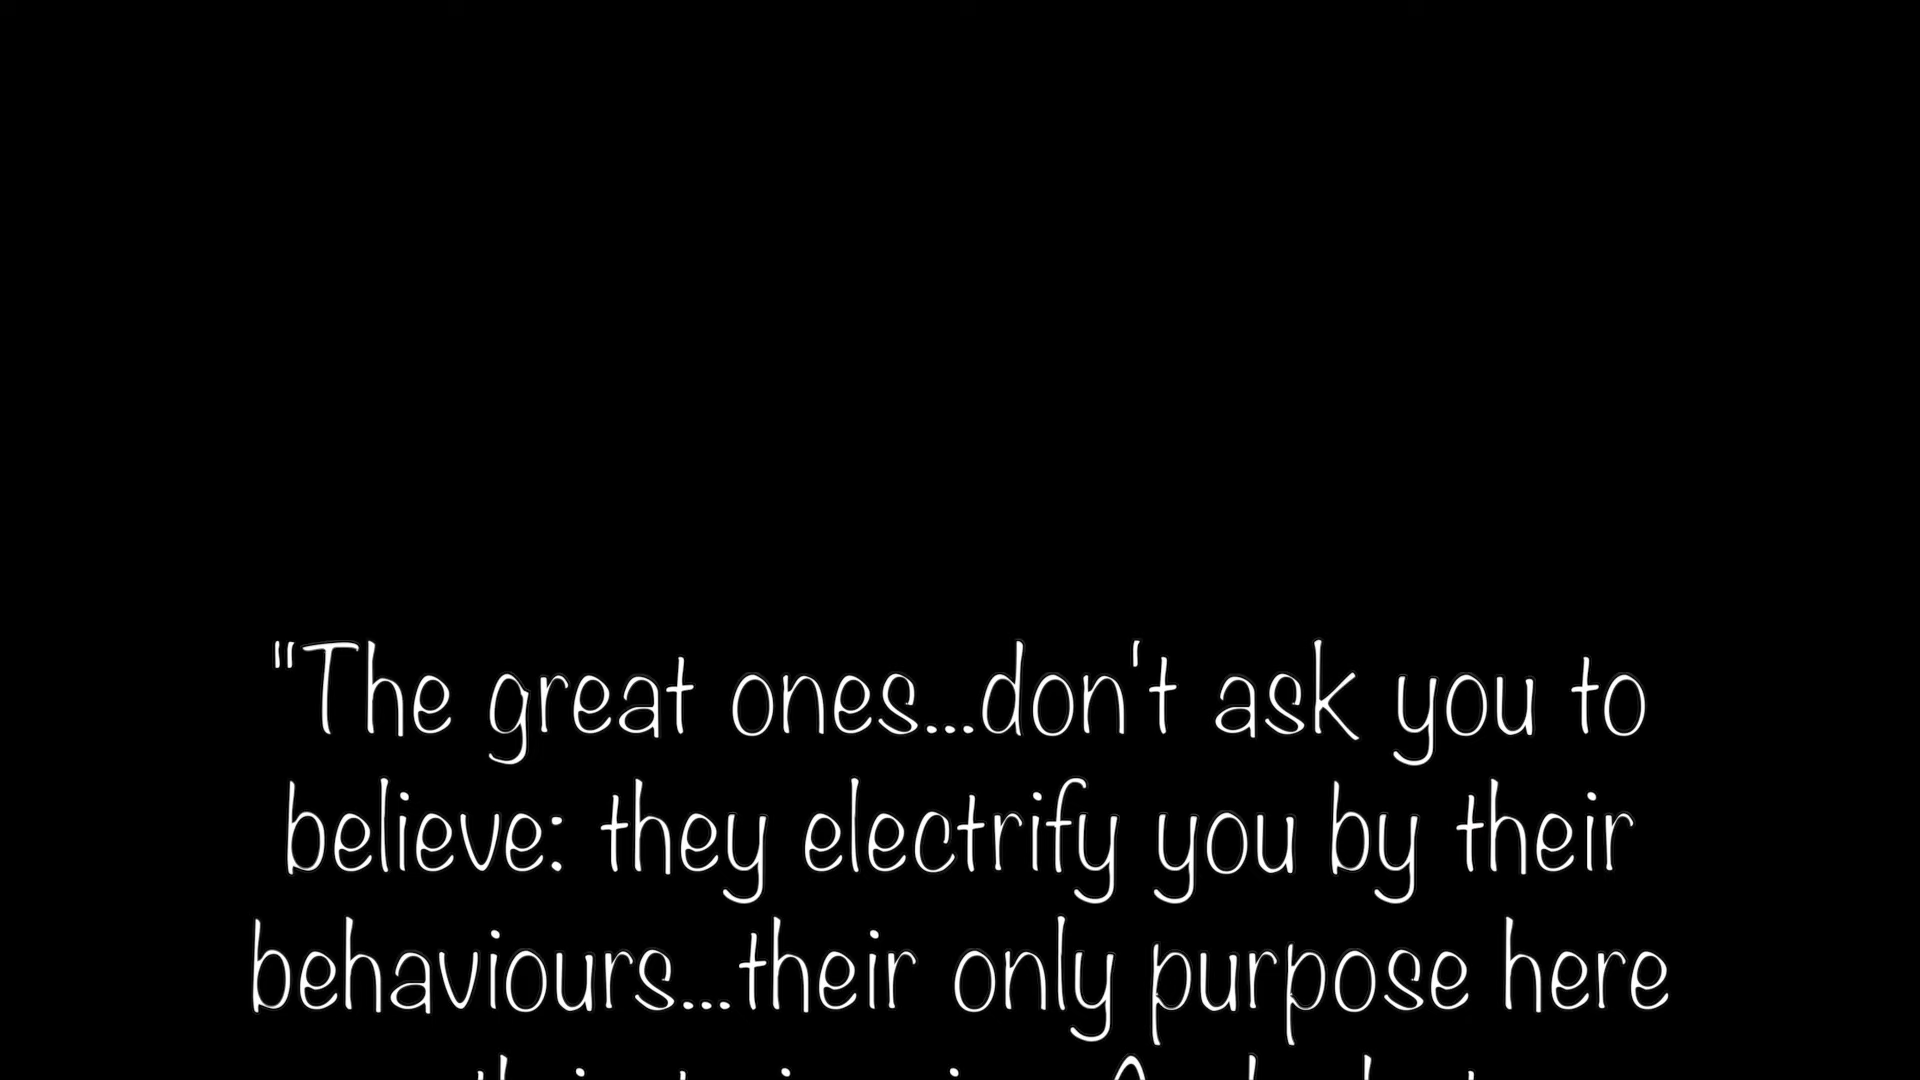 "The great ones...don't ask you to
believe: they electrify you by their
behaviours...their only purpose here